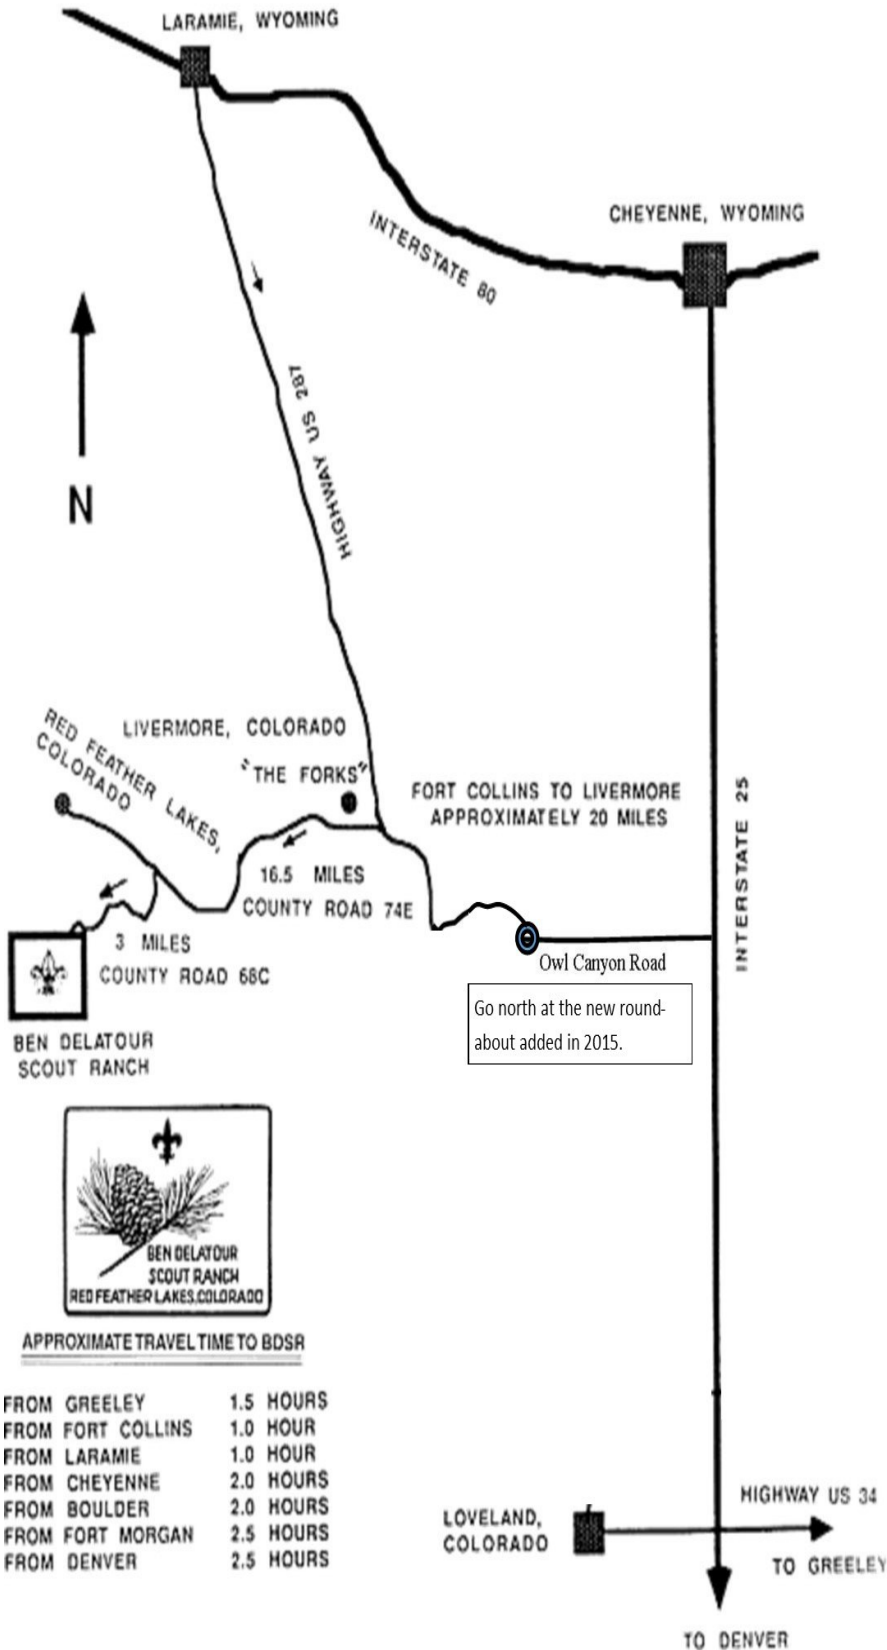 LARAMIE, WYOMING
CHEYENNE, WYOMING
INTERSTATE 80
HIGHWAY US 287
N
RED FEATHER LAKES,
COLORADO
LIVERMORE, COLORADO
"THE FORKS"
FORT COLLINS TO LIVERMORE
APPROXIMATELY 20 MILES
INTERSTATE 25
16.5 MILES
COUNTY ROAD 74E
3 MILES
COUNTY ROAD 68C
Owl Canyon Road
Go north at the new round-
about added in 2015.
BEN DELATOUR
SCOUT RANCH
BEN DELATOUR
SCOUT RANCH
RED FEATHER LAKES, COLORADO
APPROXIMATE TRAVEL TIME TO BDSR
FROM GREELEY 1.5 HOURS
FROM FORT COLLINS 1.0 HOUR
FROM LARAMIE 1.0 HOUR
FROM CHEYENNE 2.0 HOURS
FROM BOULDER 2.0 HOURS
FROM FORT MORGAN 2.5 HOURS
FROM DENVER 2.5 HOURS
LOVELAND,
COLORADO
HIGHWAY US 34
TO GREELEY
TO DENVER